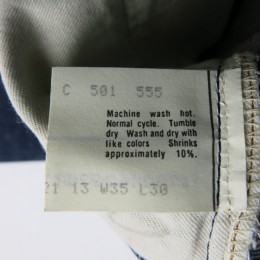 C 501 555
Machine wash hot.
Normal cycle. Tumble
dry Wash and dry with
like colors Shrinks
approximately 10%.
21 13 W35 L30